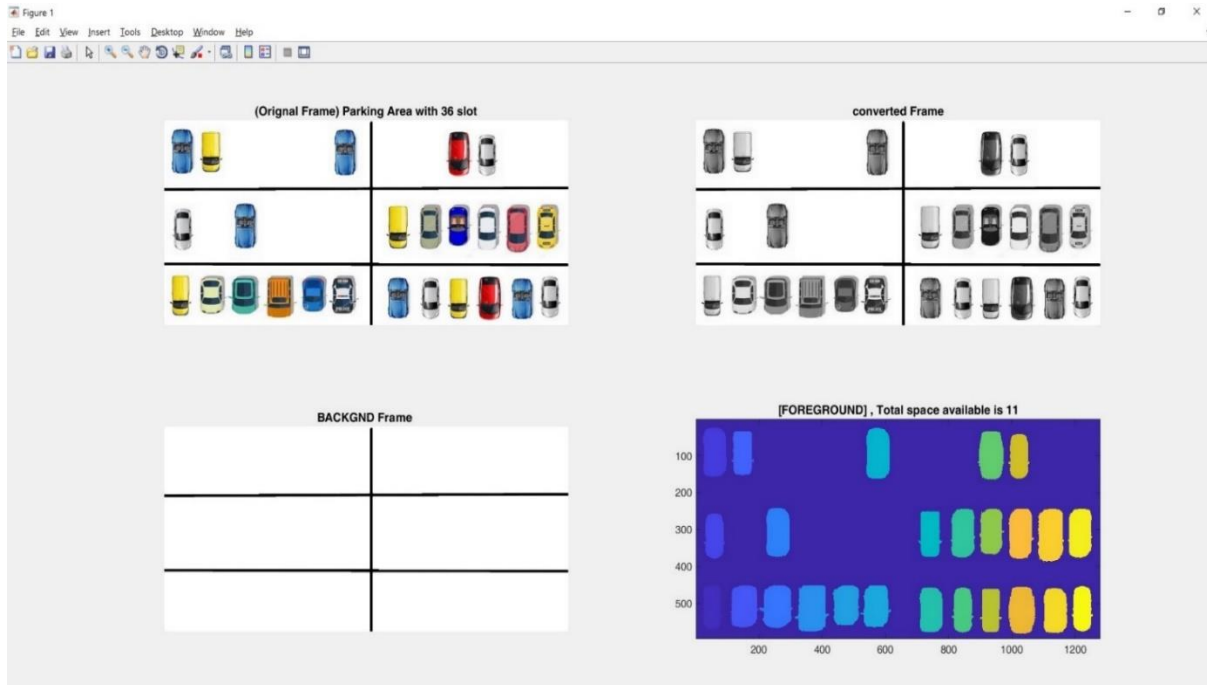 Figure 1
File Edit View Insert Tools Desktop Window Help
(Orignal Frame) Parking Area with 36 slot
converted Frame
BACKGND Frame
[FOREGROUND] , Total space available is 11
100
200
300
400
500
200 400 600 800 1000 1200